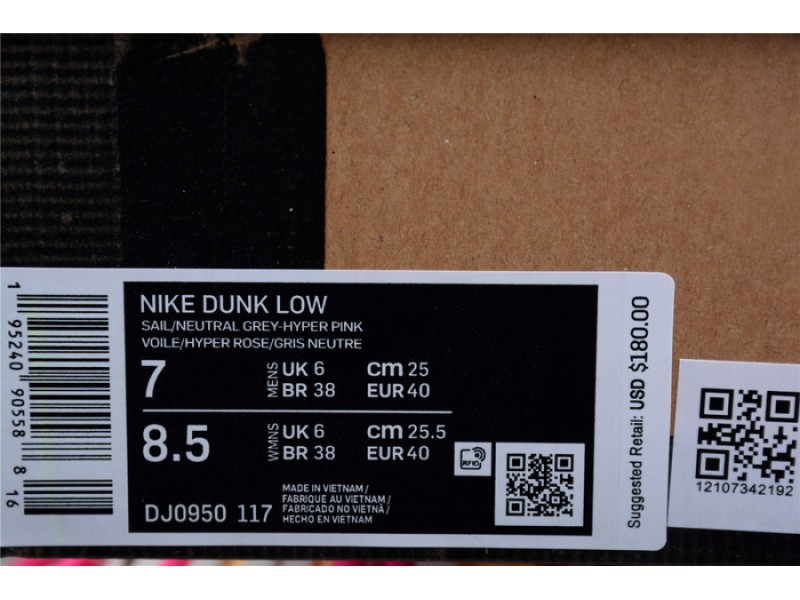 NIKE DUNK LOW
SAIL/NEUTRAL GREY-HYPER PINK
VOILE/HYPER ROSE/GRIS NEUTRE
7 MENS UK 6 cm 25
BR 38 EUR 40
8.5 WMNS UK 6 cm 25.5
BR 38 EUR 40
RFID
MADE IN VIETNAM /
FABRIQUE AU VIETNAM /
FABRICADO NO VIETNÃ /
HECHO EN VIETNAM
DJ0950 117
1 95240 90558 8 16
Suggested Retail: USD $180.00
12107342192